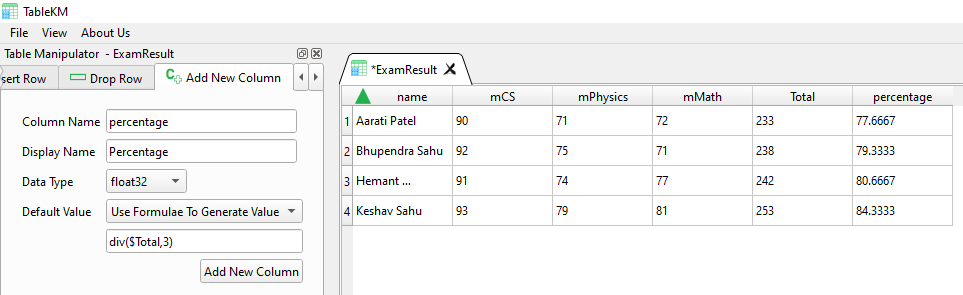 TableKM
File View About Us
Table Manipulator - ExamResult
sert Row Drop Row C+ Add New Column
Column Name percentage
Display Name Percentage
Data Type float32
Default Value Use Formulae To Generate Value
div($Total,3)
Add New Column
*ExamResult
name mCS mPhysics mMath Total percentage
1 Aarati Patel 90 71 72 233 77.6667
2 Bhupendra Sahu 92 75 71 238 79.3333
3 Hemant ... 91 74 77 242 80.6667
4 Keshav Sahu 93 79 81 253 84.3333